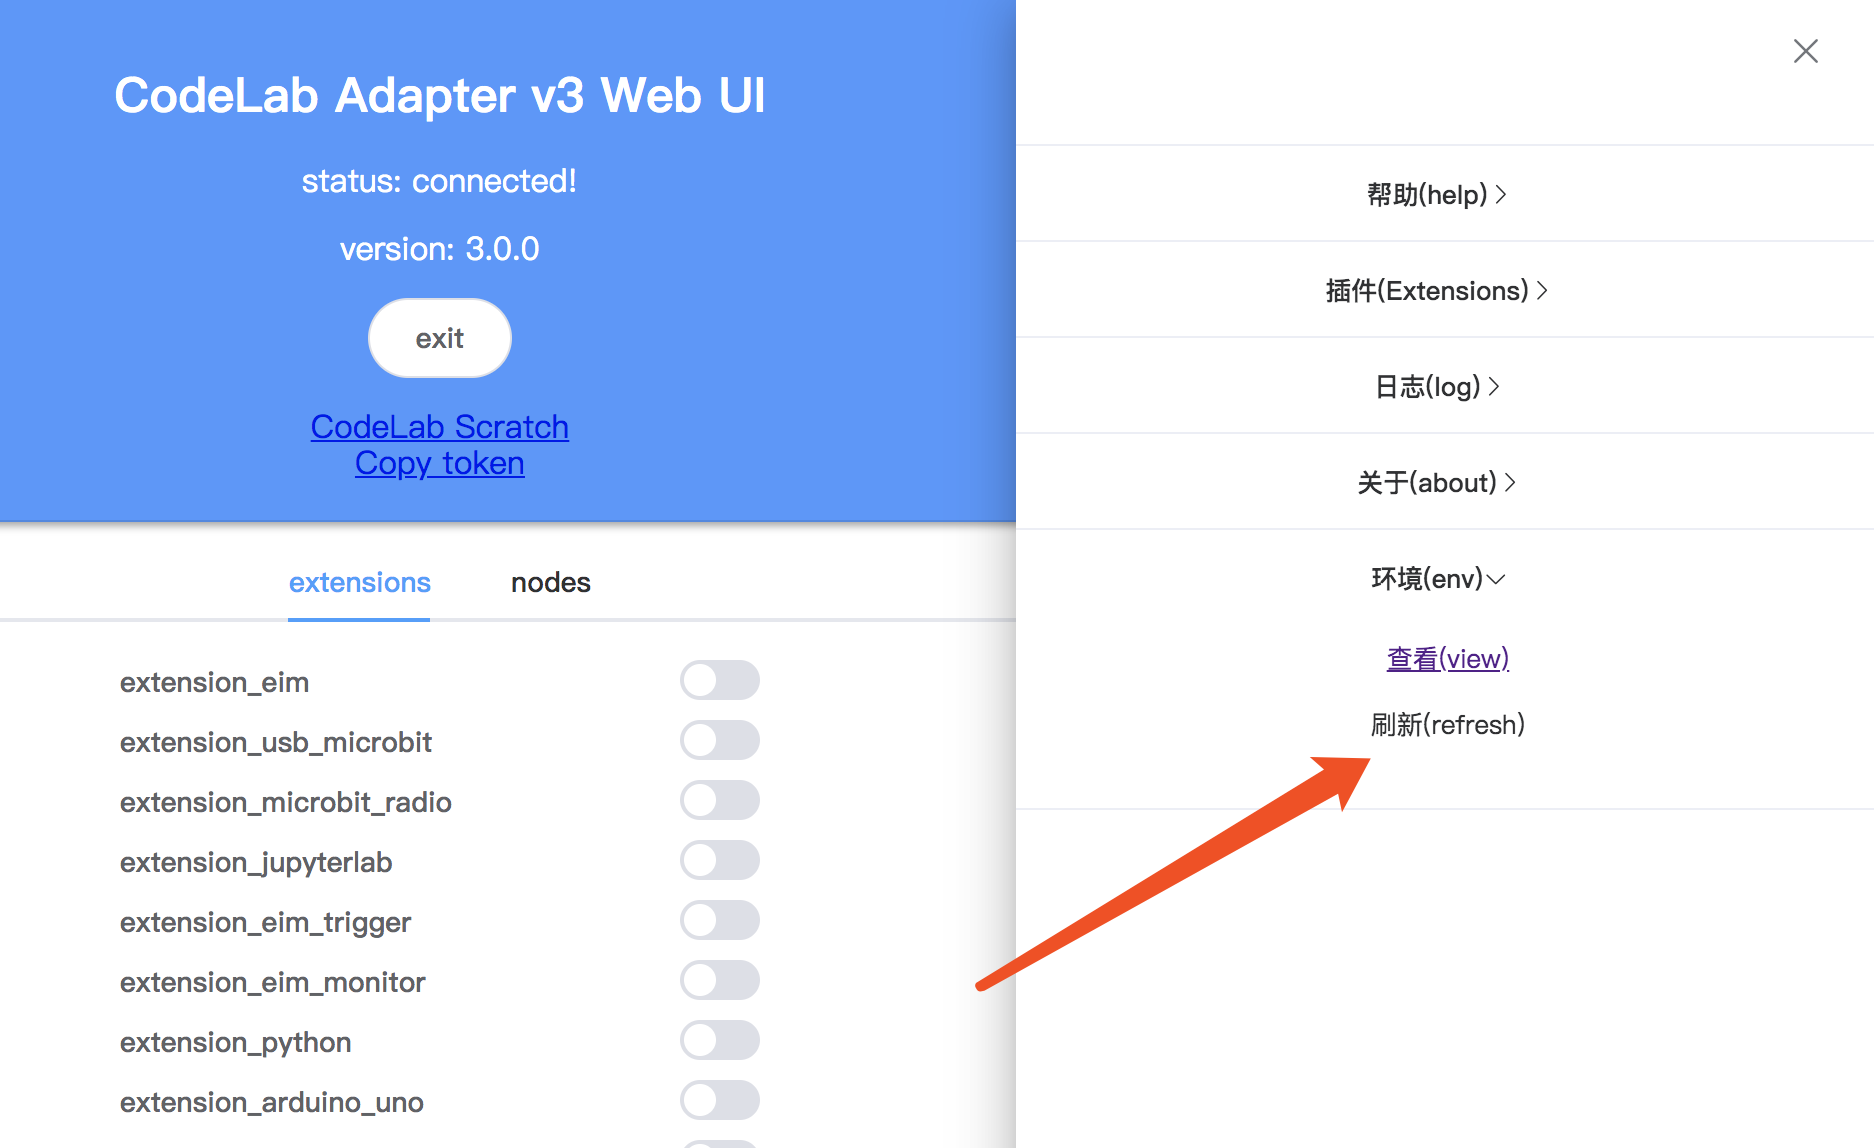 CodeLab Adapter v3 Web UI
status: connected!
version: 3.0.0
exit
CodeLab Scratch
Copy token
extensions
nodes
extension_eim
extension_usb_microbit
extension_microbit_radio
extension_jupyterlab
extension_eim_trigger
extension_eim_monitor
extension_python
extension_arduino_uno
帮助(help)
插件(Extensions)
日志(log)
关于(about)
环境(env)
查看(view)
刷新(refresh)